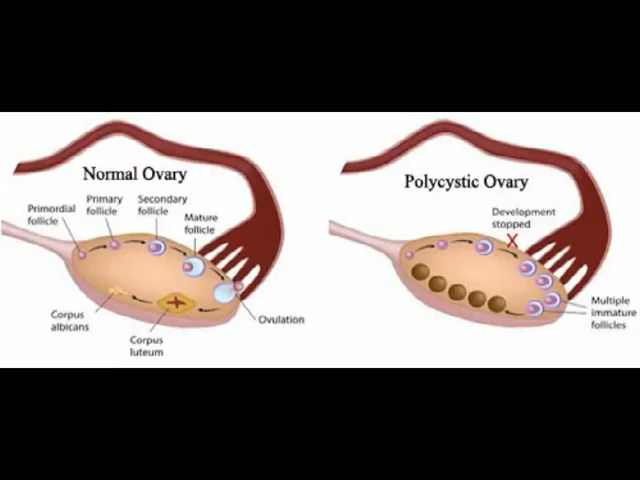 Normal Ovary
Primordial
follicle
Primary
follicle
Secondary
follicle
Mature
follicle
Corpus
albicans
Corpus
luteum
Ovulation
Polycystic Ovary
Development
stopped
X
Multiple
immature
follicles